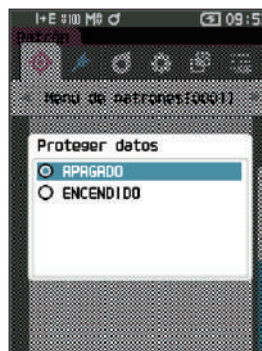 I+E
M
09:5
Patrón
Menú de patrones[0001]
Proteger datos
APAGADO
ENCENDIDO